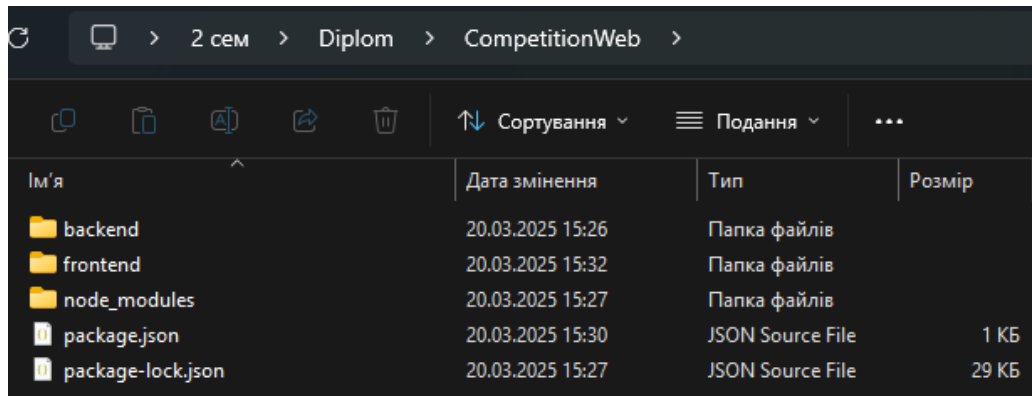 2 сем > Diplom > CompetitionWeb >
Сортування Подання
Ім'я Дата змінення Тип Розмір
backend 20.03.2025 15:26 Папка файлів
frontend 20.03.2025 15:32 Папка файлів
node_modules 20.03.2025 15:27 Папка файлів
package.json 20.03.2025 15:30 JSON Source File 1 КБ
package-lock.json 20.03.2025 15:27 JSON Source File 29 КБ